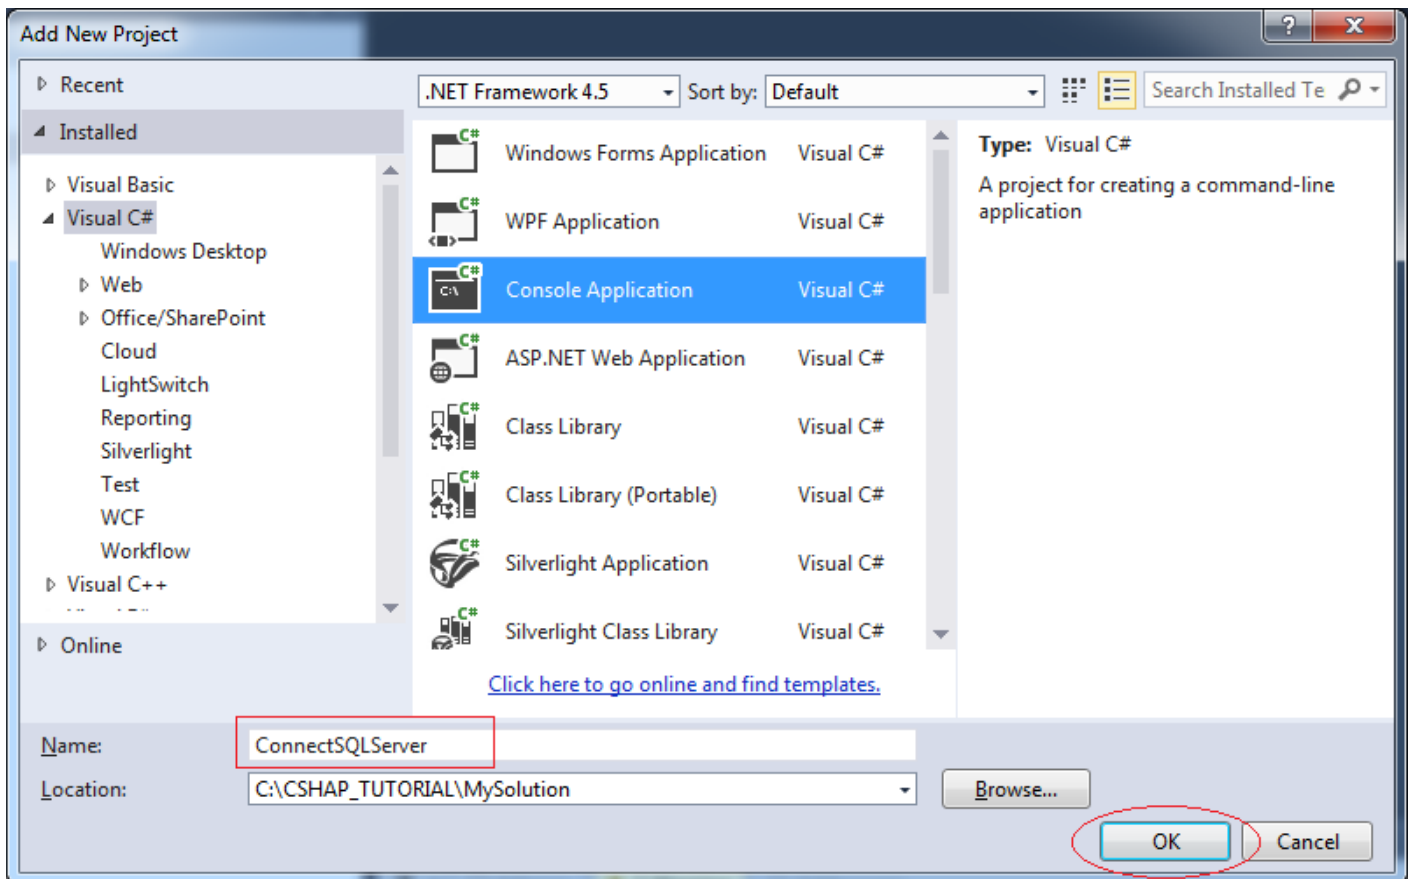 Add New Project
?
Recent
.NET Framework 4.5 Sort by: Default Search Installed Te
Installed
Visual Basic
Visual C#
Windows Desktop
Web
Office/SharePoint
Cloud
LightSwitch
Reporting
Silverlight
Test
WCF
Workflow
Visual C++
Online
C# Windows Forms Application Visual C#
C# WPF Application Visual C#
C# C:\ Console Application Visual C#
C# ASP.NET Web Application Visual C#
C# Class Library Visual C#
C# Class Library (Portable) Visual C#
C# Silverlight Application Visual C#
C# Silverlight Class Library Visual C#
Click here to go online and find templates.
Type: Visual C#
A project for creating a command-line
application
Name: ConnectSQLServer
Location: C:\CSHAP_TUTORIAL\MySolution Browse...
OK Cancel